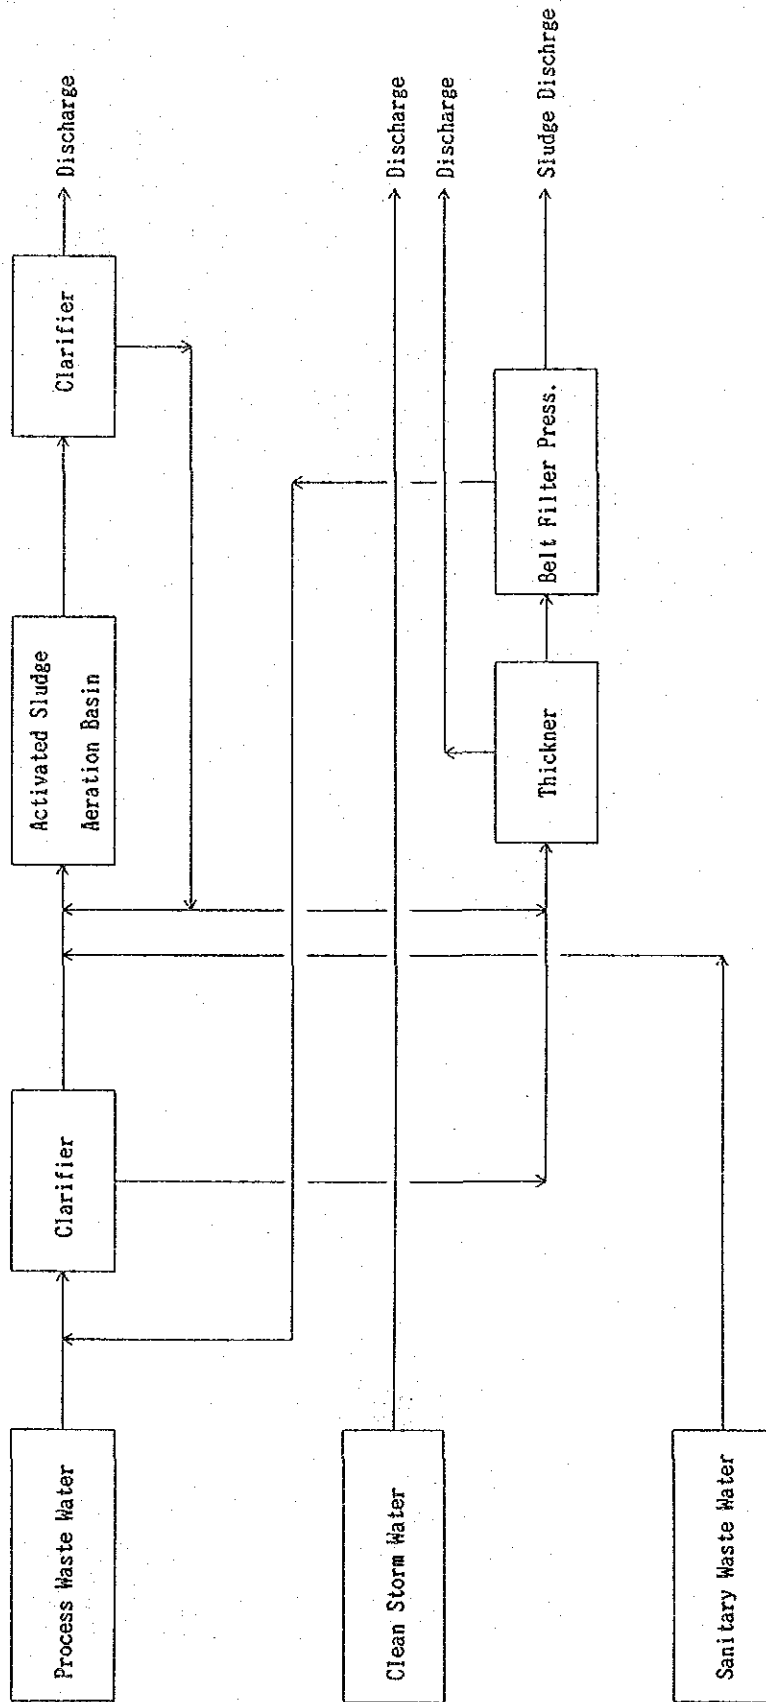 Process Waste Water
Clarifier
Activated Sludge
Aeration Basin
Clarifier
Discharge
Clean Storm Water
Discharge
Discharge
Thickner
Belt Filter Press.
Sludge Dischrge
Sanitary Waste Water